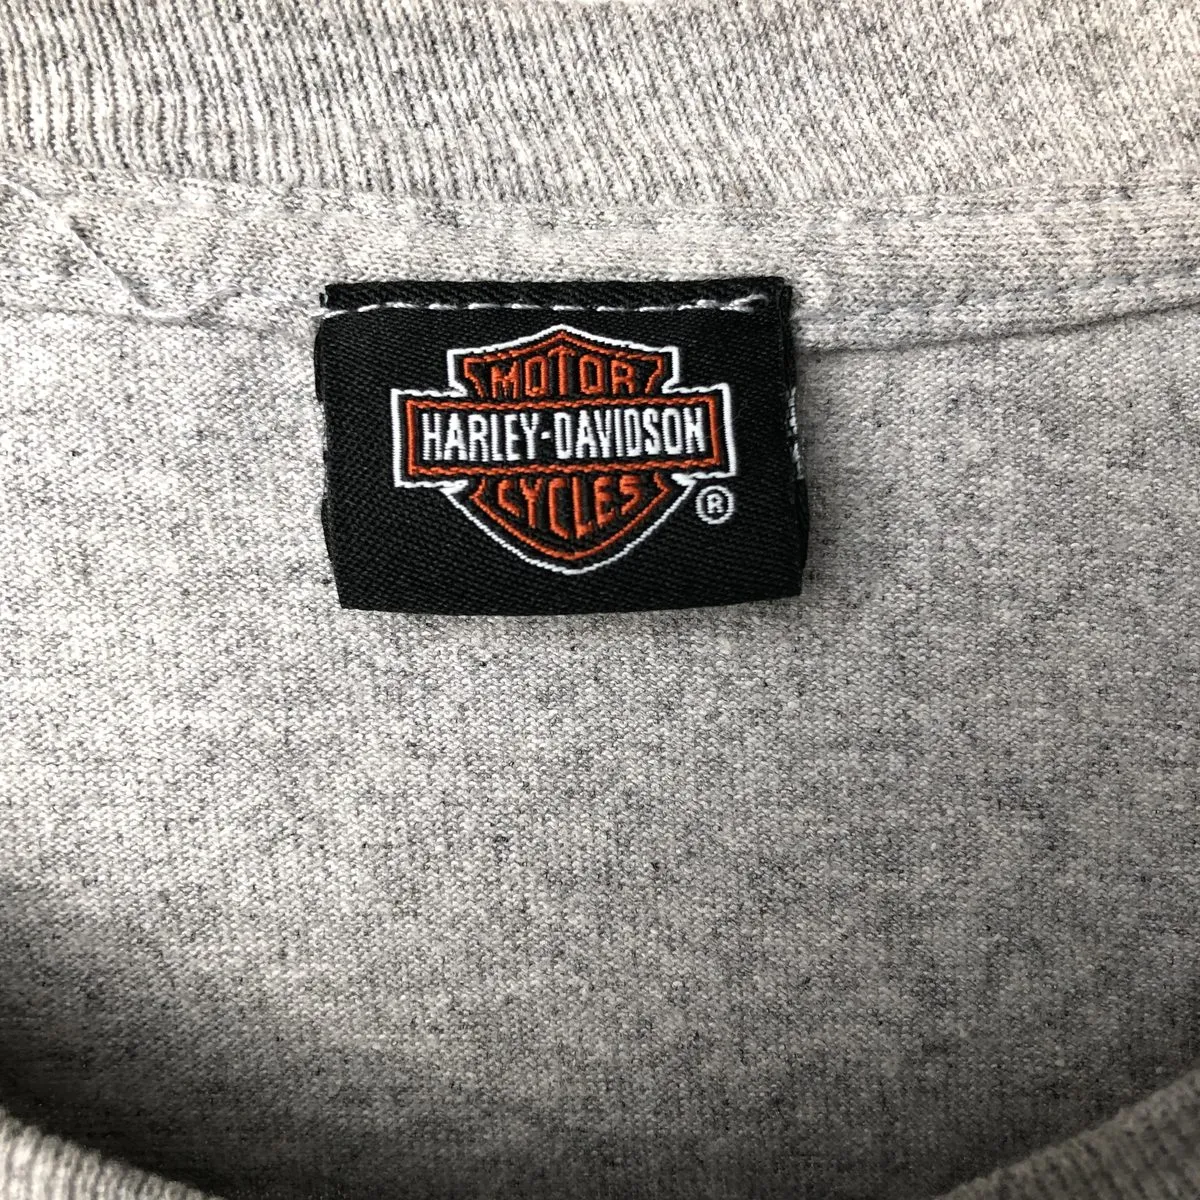 MOTOR
HARLEY-DAVIDSON
CYCLES
®